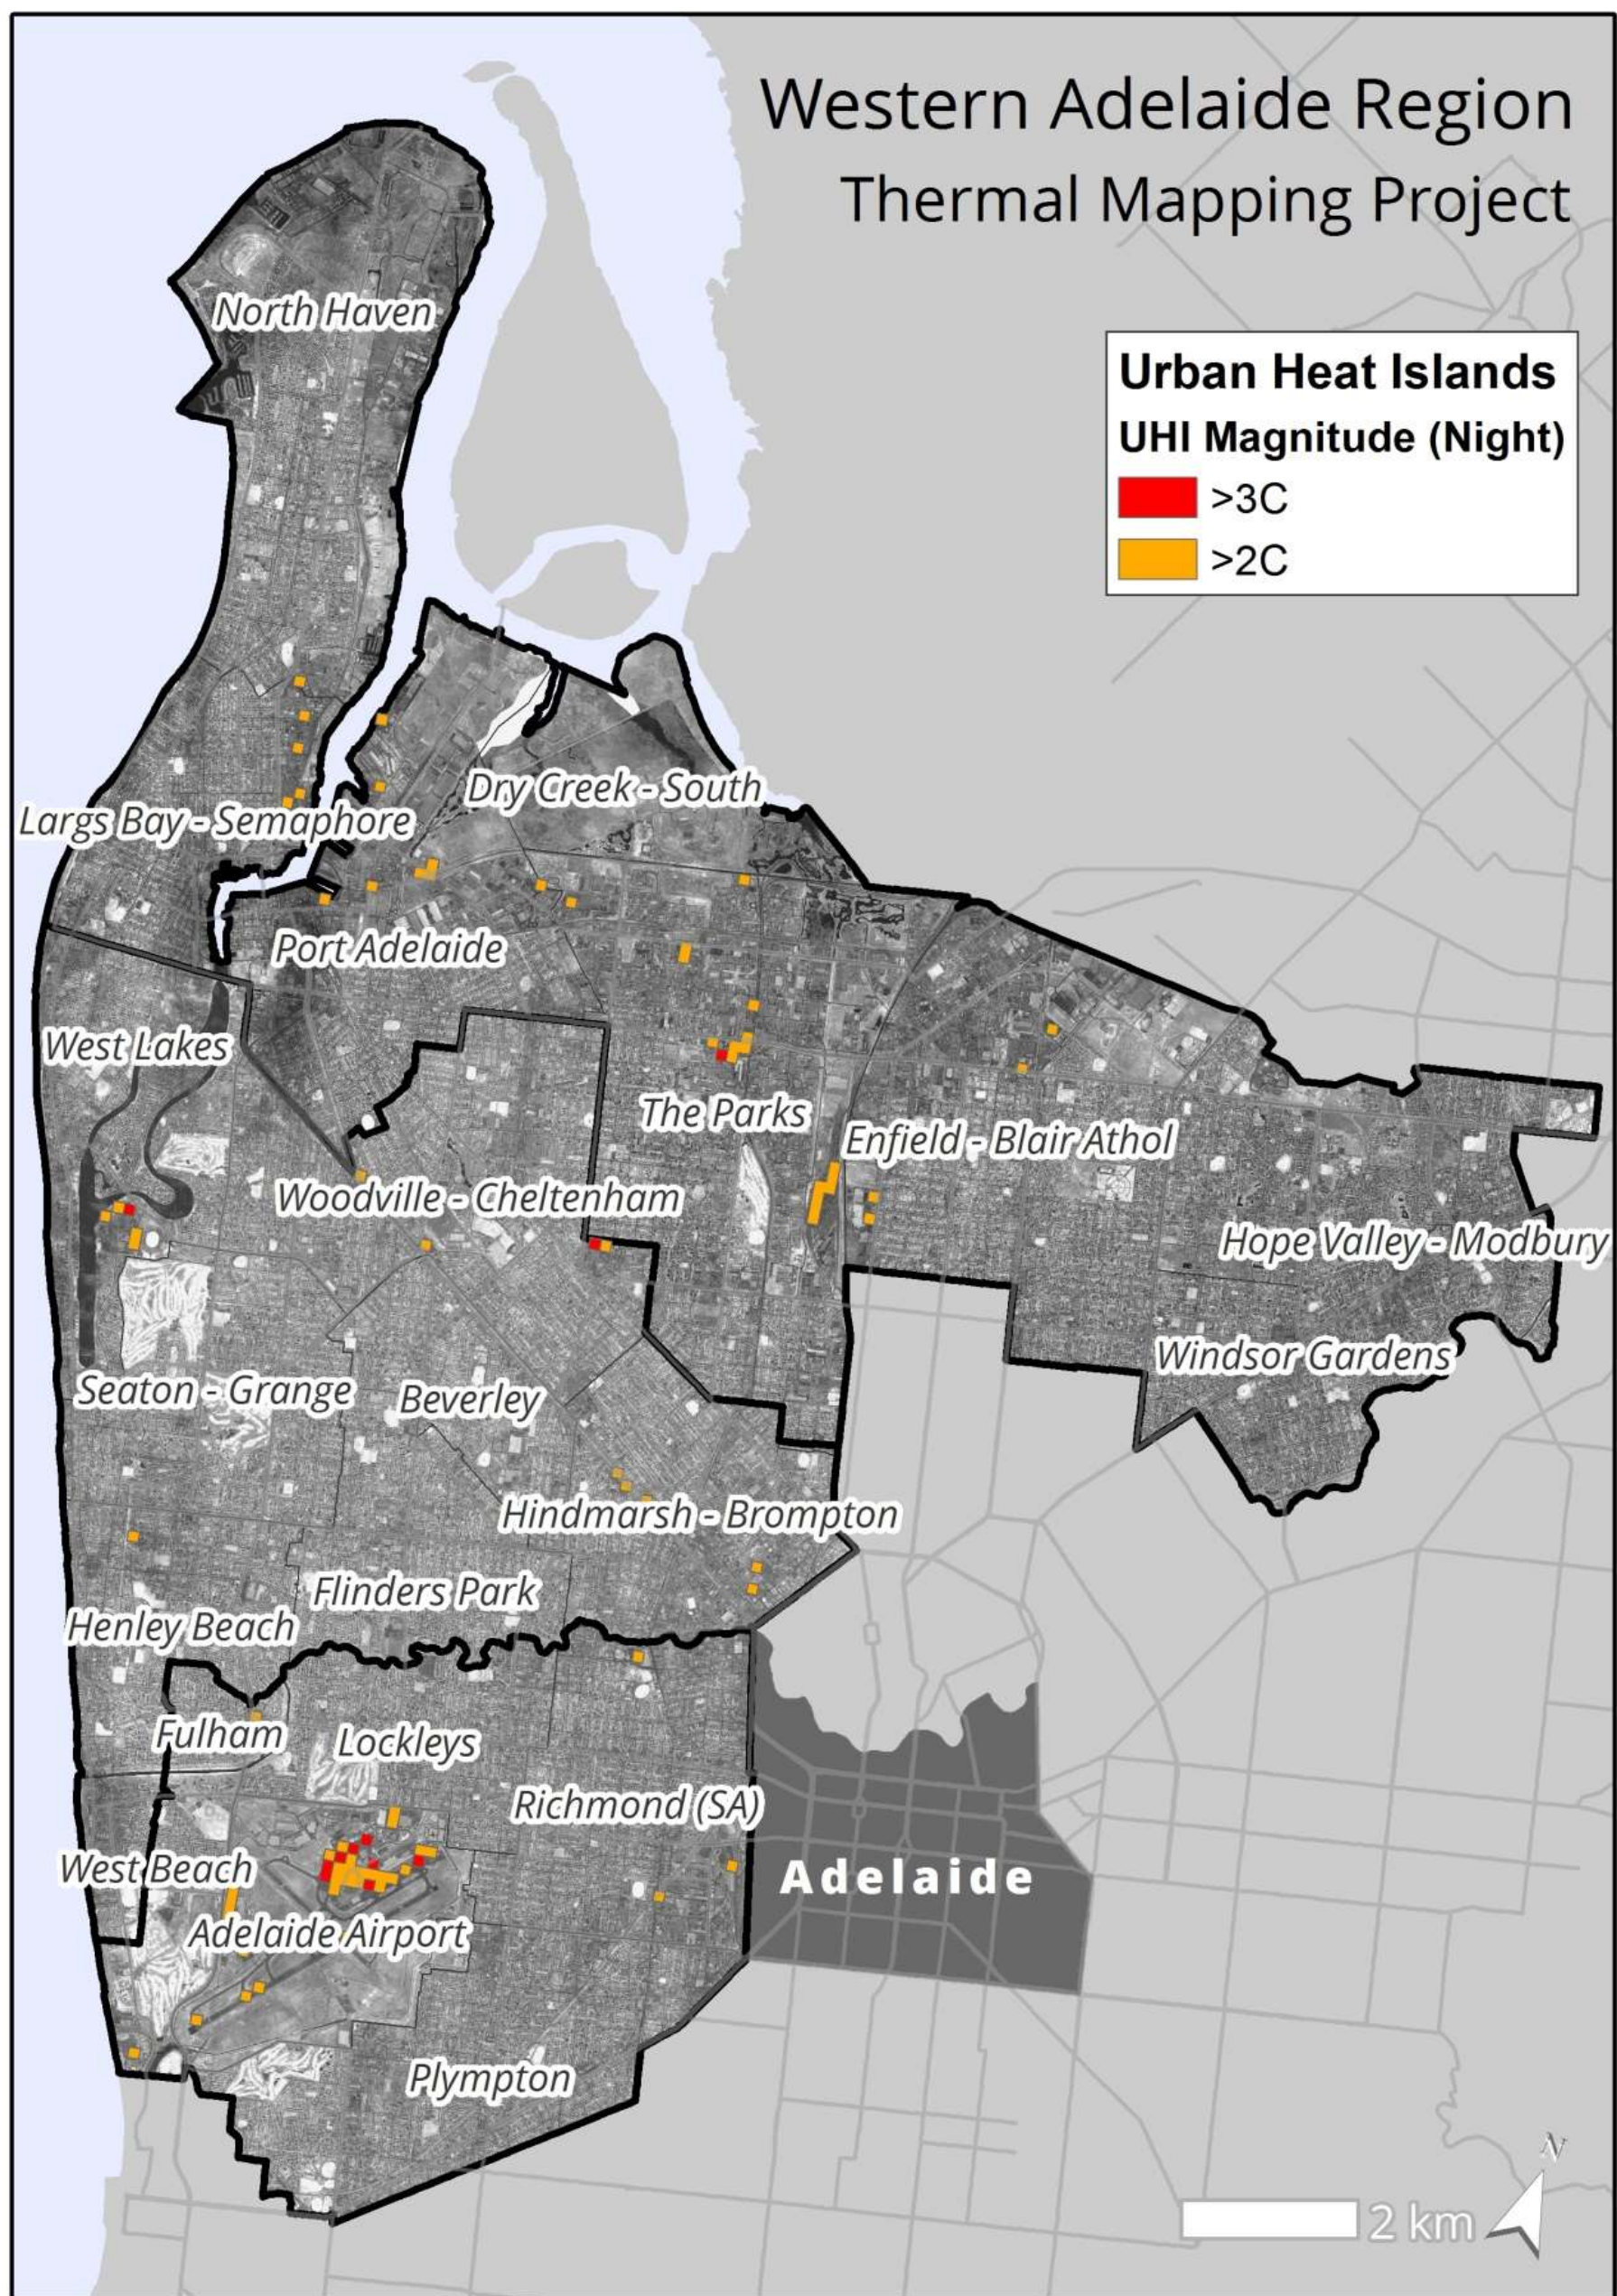 Western Adelaide Region
Thermal Mapping Project
Urban Heat Islands
UHI Magnitude (Night)
>3C
>2C
North Haven
Dry Creek - South
Largs Bay - Semaphore
Port Adelaide
West Lakes
The Parks
Enfield - Blair Athol
Woodville - Cheltenham
Hope Valley - Modbury
Windsor Gardens
Seaton - Grange
Beverley
Hindmarsh - Brompton
Flinders Park
Henley Beach
Fulham
Lockleys
Richmond (SA)
West Beach
Adelaide
Adelaide Airport
Plympton
N
2 km